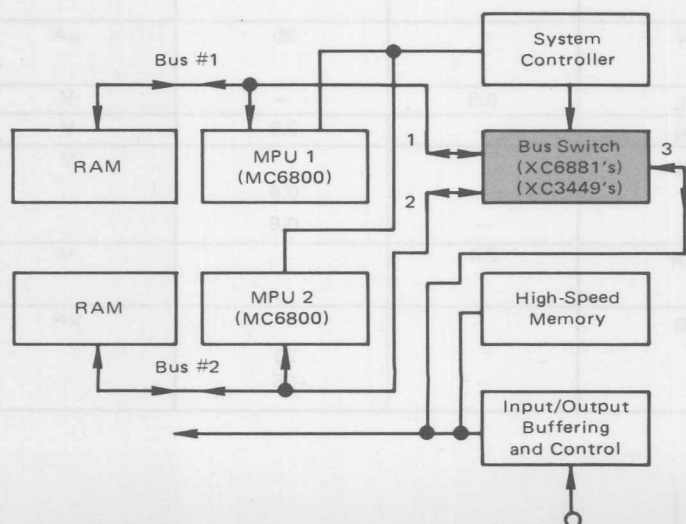 Bus #1
System
Controller
RAM
MPU 1
(MC6800)
1
2
Bus Switch
(XC6881's)
(XC3449's)
3
RAM
MPU 2
(MC6800)
High-Speed
Memory
Bus #2
Input/Output
Buffering
and Control